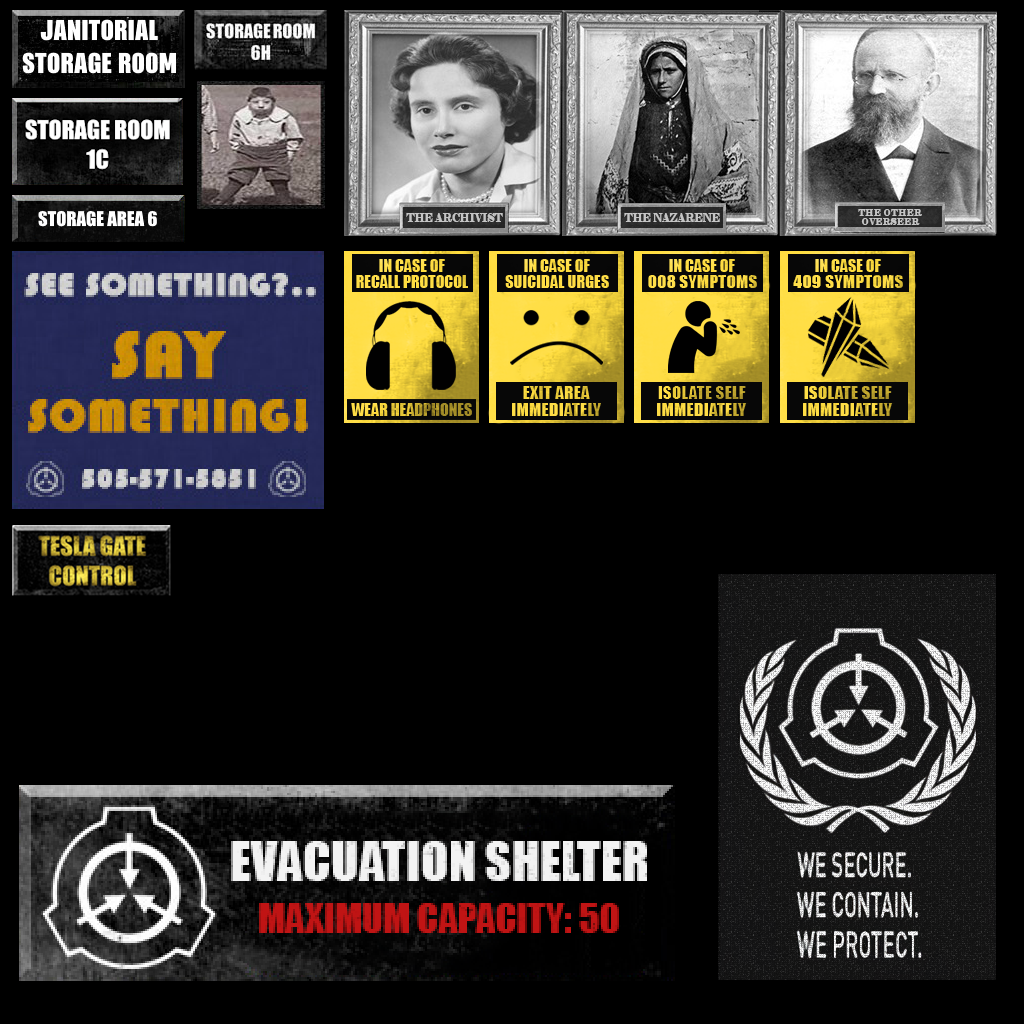 JANITORIAL
STORAGE ROOM
STORAGE ROOM
6H
STORAGE ROOM
1C
STORAGE AREA 6
THE ARCHIVIST
THE NAZARENE
THE OTHER
OVERSEER
SEE SOMETHING?..
SAY
SOMETHING!
505-571-5851
IN CASE OF
RECALL PROTOCOL
WEAR HEADPHONES
IN CASE OF
SUICIDAL URGES
EXIT AREA
IMMEDIATELY
IN CASE OF
008 SYMPTOMS
ISOLATE SELF
IMMEDIATELY
IN CASE OF
409 SYMPTOMS
ISOLATE SELF
IMMEDIATELY
TESLA GATE
CONTROL
EVACUATION SHELTER
MAXIMUM CAPACITY: 50
WE SECURE.
WE CONTAIN.
WE PROTECT.